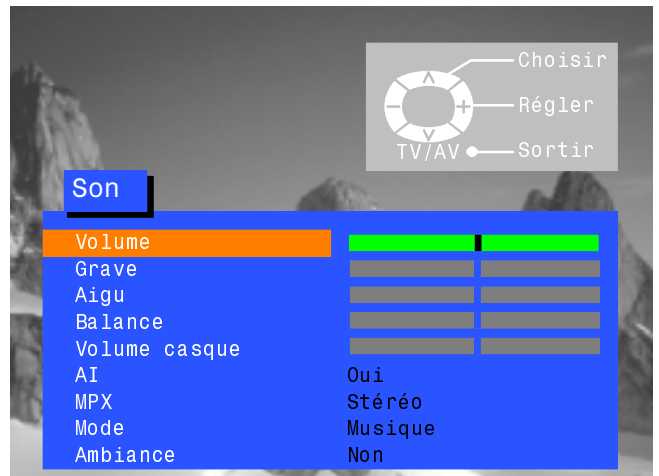 Choisir
Régler
TV/AV Sortir
Son
Volume
Grave
Aigu
Balance
Volume casque
AI Oui
MPX Stéréo
Mode Musique
Ambiance Non